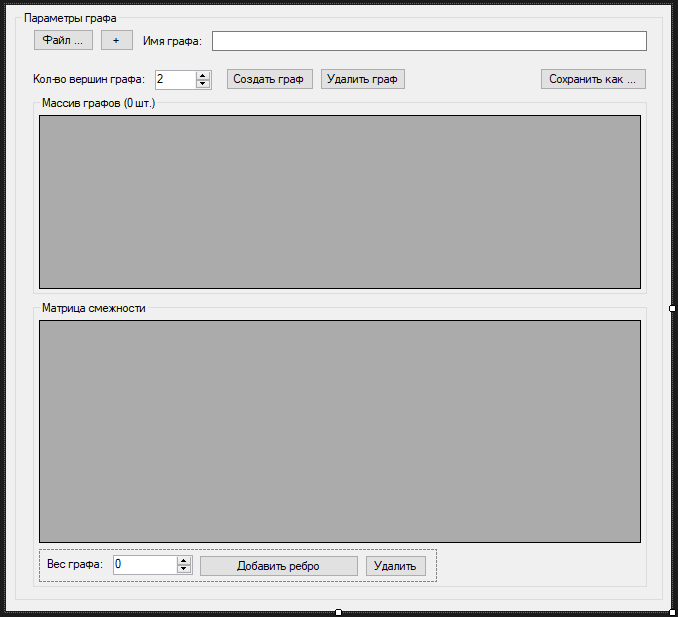 Параметры графа
Файл ... + Имя графа:
Кол-во вершин графа: 2 Создать граф Удалить граф Сохранить как ...
Массив графов (0 шт.)
Матрица смежности
Вес графа: 0 Добавить ребро Удалить